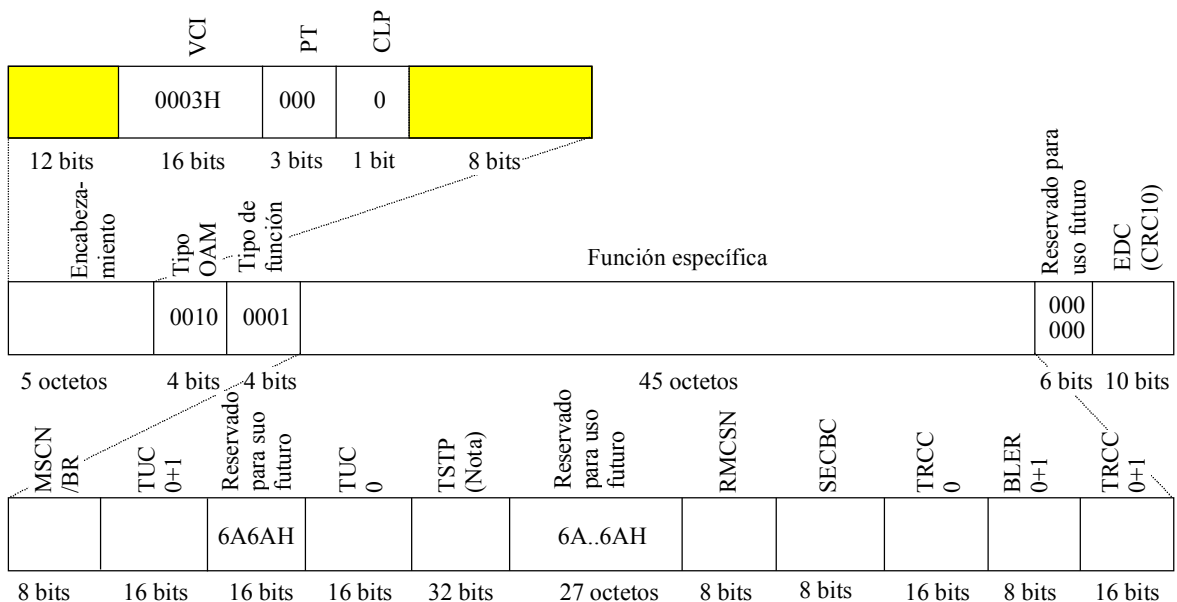 VCI
PT
CLP
0003H
000
0
12 bits
16 bits
3 bits
1 bit
8 bits
Encabeza-
miento
Tipo
OAM
Tipo de
función
Función específica
Reservado para
uso futuro
EDC
(CRC10)
0010
0001
000
000
5 octetos
4 bits
4 bits
45 octetos
6 bits
10 bits
MSCN
/BR
TUC
0+1
Reservado
para suo
futuro
TUC
0
TSTP
(Nota)
Reservado
para uso
futuro
RMCSN
SECBC
TRCC
0
BLER
0+1
TRCC
0+1
6A6AH
6A..6AH
8 bits
16 bits
16 bits
16 bits
32 bits
27 octetos
8 bits
8 bits
16 bits
8 bits
16 bits